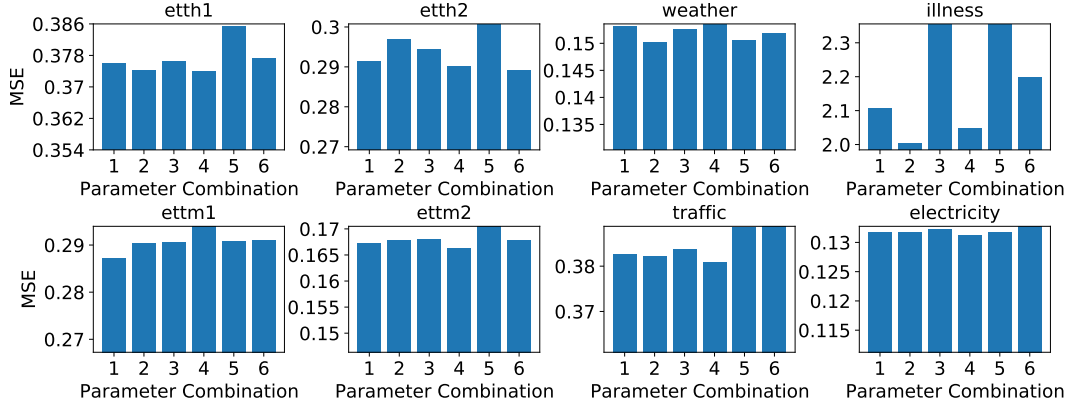 etth1
0.386
0.378
0.37
0.362
0.354
MSE
1 2 3 4 5 6
Parameter Combination
etth2
0.3
0.29
0.28
0.27
1 2 3 4 5 6
Parameter Combination
weather
0.15
0.145
0.14
0.135
1 2 3 4 5 6
Parameter Combination
illness
2.3
2.2
2.1
2.0
1 2 3 4 5 6
Parameter Combination
ettm1
0.29
0.28
0.27
MSE
1 2 3 4 5 6
Parameter Combination
ettm2
0.17
0.165
0.16
0.155
0.15
1 2 3 4 5 6
Parameter Combination
traffic
0.38
0.37
1 2 3 4 5 6
Parameter Combination
electricity
0.13
0.125
0.12
0.115
1 2 3 4 5 6
Parameter Combination